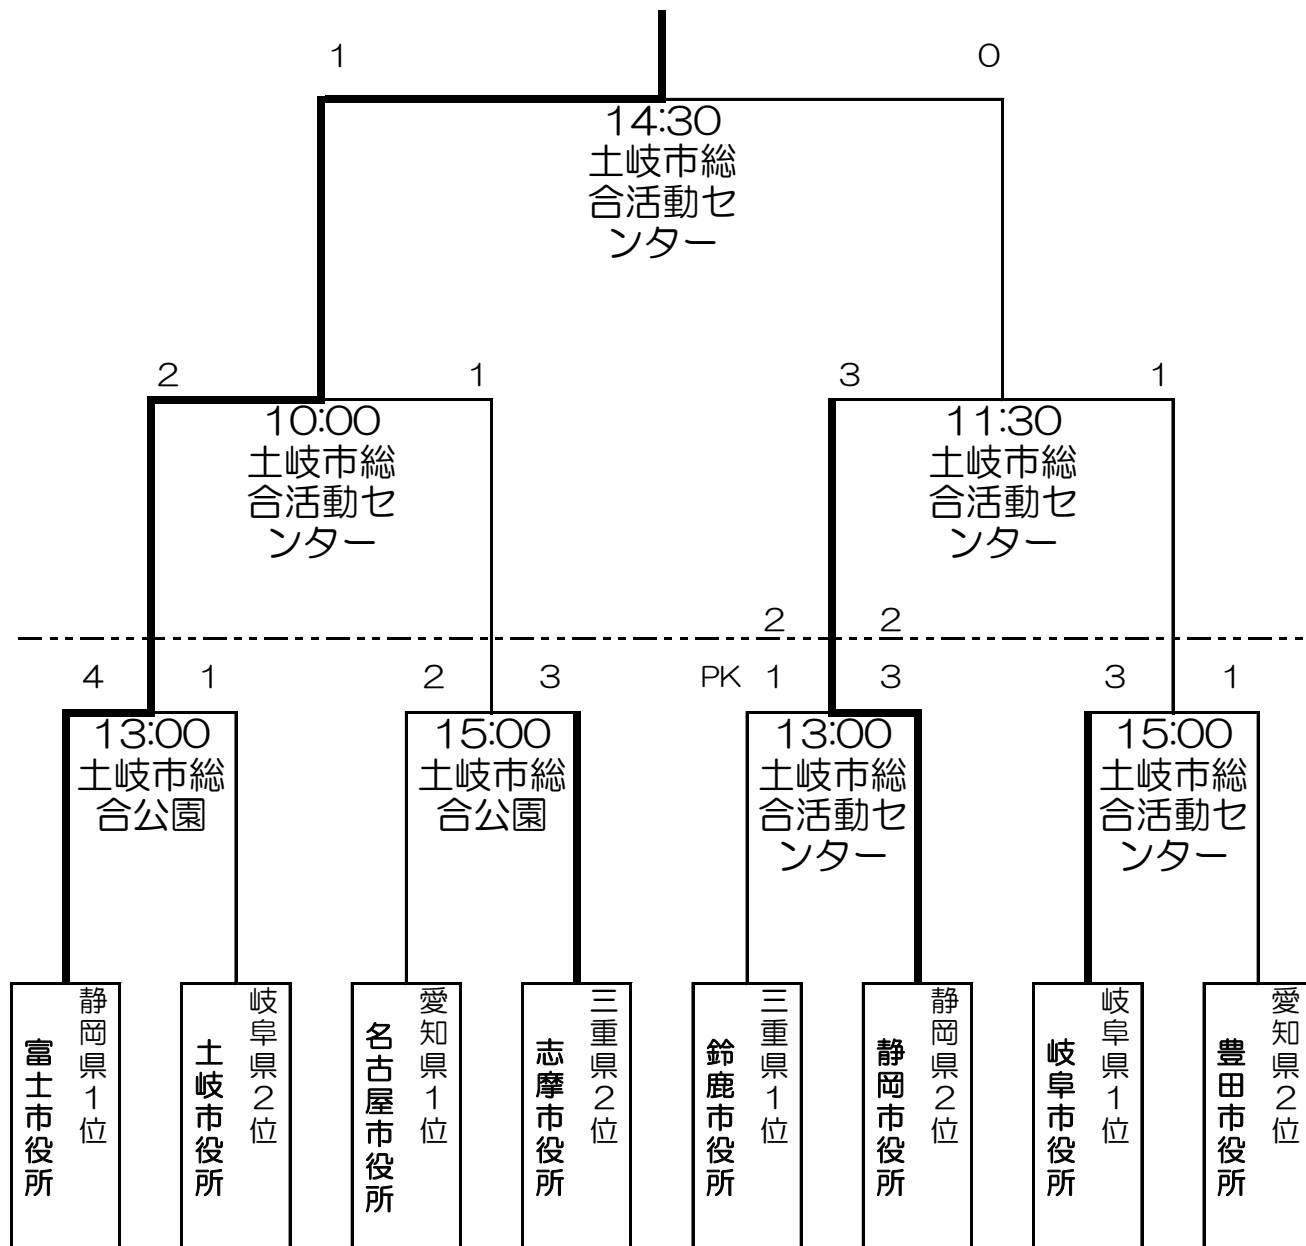 1 0
14:30
土岐市総
合活動セ
ンター
2 1 3 1
10:00
土岐市総
合活動セ
ンター
11:30
土岐市総
合活動セ
ンター
2 2
4 1 2 3 PK 1 3 3 1
13:00
土岐市総
合公園
15:00
土岐市総
合公園
13:00
土岐市総
合活動セ
ンター
15:00
土岐市総
合活動セ
ンター
静岡県1位
富士市役所
岐阜県2位
土岐市役所
愛知県1位
名古屋市役所
三重県2位
志摩市役所
三重県1位
鈴鹿市役所
静岡県2位
静岡市役所
岐阜県1位
岐阜市役所
愛知県2位
豊田市役所